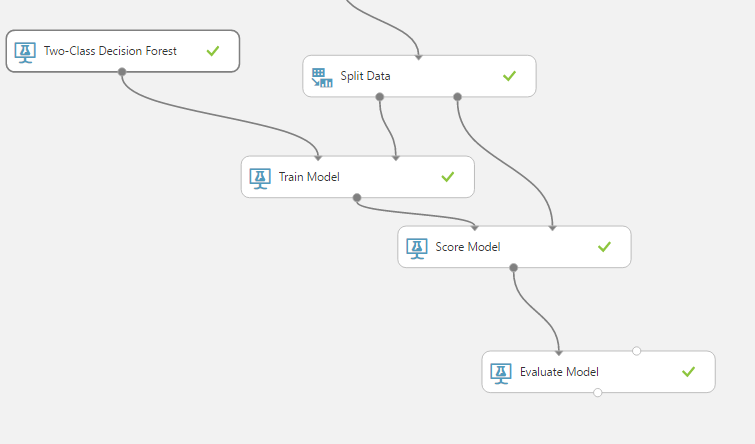 Two-Class Decision Forest
Split Data
Train Model
Score Model
Evaluate Model